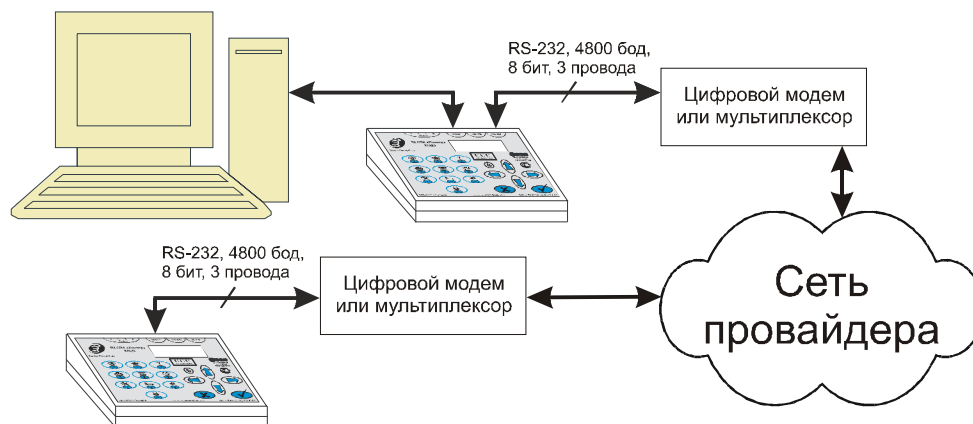 RS-232, 4800 бод,
8 бит, 3 провода
Цифровой модем
или мультиплексор
RS-232, 4800 бод,
8 бит, 3 провода
Цифровой модем
или мультиплексор
Сеть
провайдера